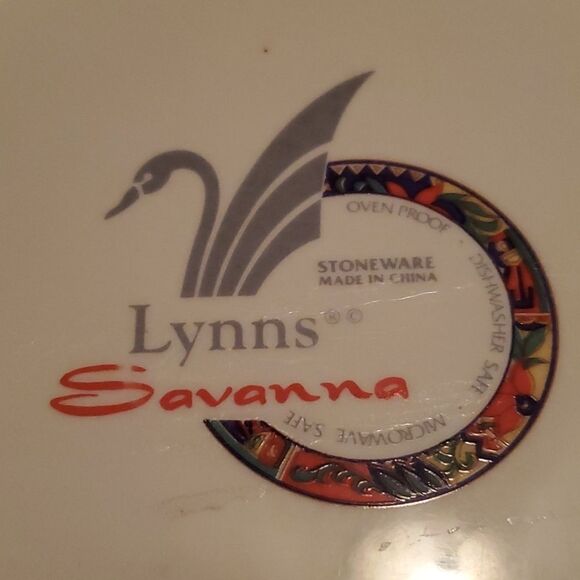 OVEN PROOF
STONEWARE
MADE IN CHINA
DISHWASHER SAFE
Lynns®©
Savanna
MICROWAVE SAFE